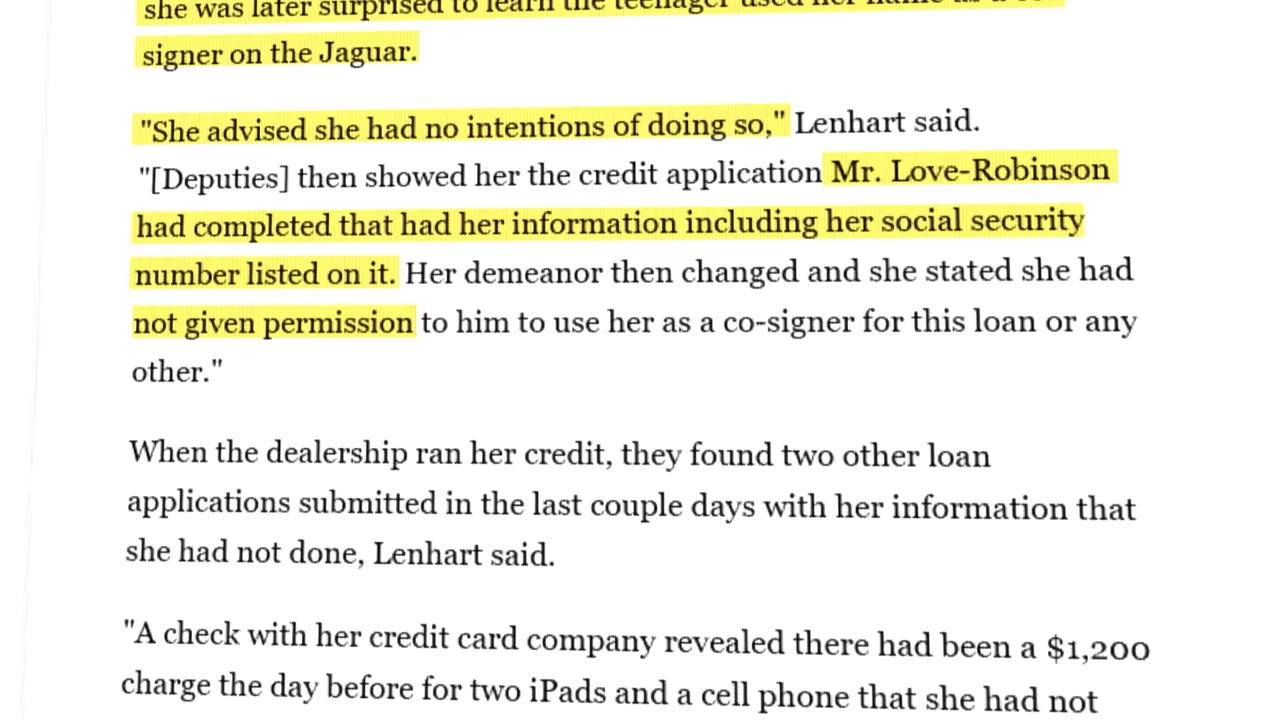 she was later surprised to learn the teenager used her name as a co-
signer on the Jaguar.
"She advised she had no intentions of doing so," Lenhart said.
"[Deputies] then showed her the credit application Mr. Love-Robinson
had completed that had her information including her social security
number listed on it. Her demeanor then changed and she stated she had
not given permission to him to use her as a co-signer for this loan or any
other."
When the dealership ran her credit, they found two other loan
applications submitted in the last couple days with her information that
she had not done, Lenhart said.
"A check with her credit card company revealed there had been a $1,200
charge the day before for two iPads and a cell phone that she had not